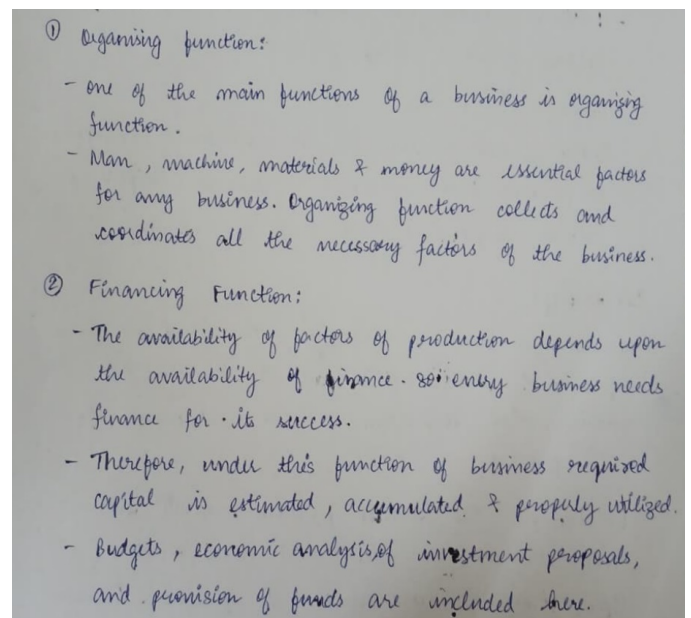 ① Organising function:
- one of the main functions of a business is organizing
function.
- Man, machine, materials & money are essential factors
for any business. Organizing function collects and
coordinates all the necessary factors of the business.
② Financing Function:
- The availability of factors of production depends upon
the availability of finance. So every business needs
finance for its success.
- Therefore, under this function of business required
capital is estimated, accumulated & properly utilized.
- Budgets, economic analysis, of investment proposals,
and provision of funds are included here.